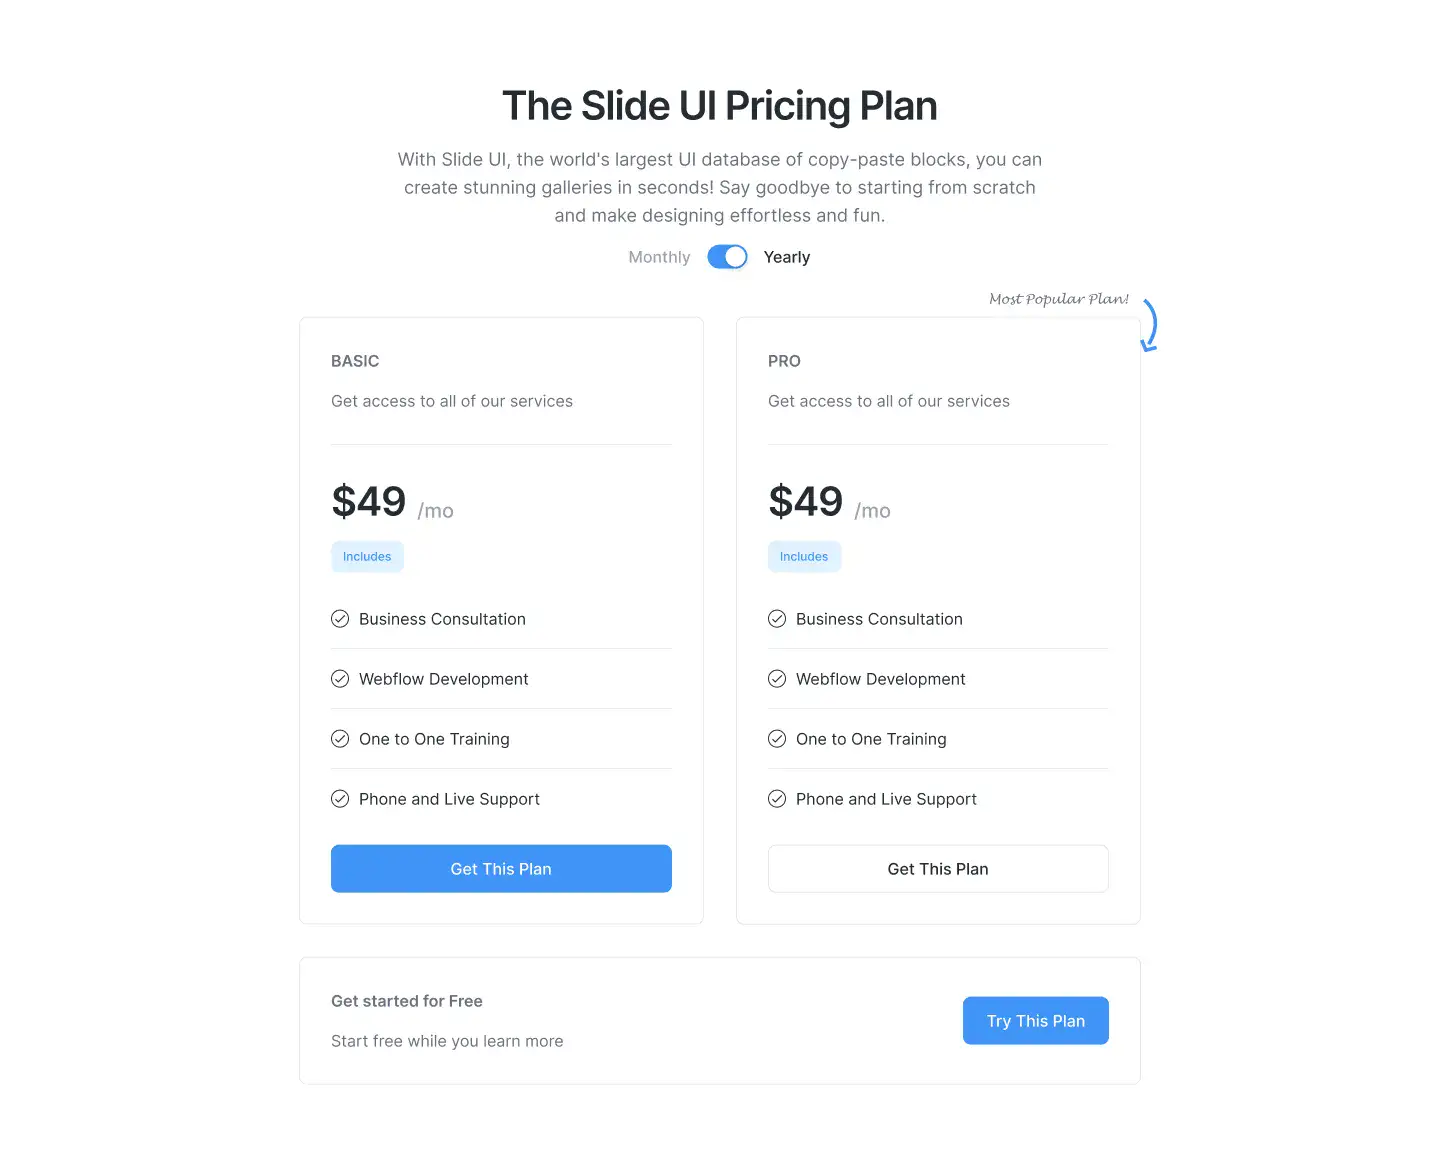 The Slide UI Pricing Plan
With Slide UI, the world's largest UI database of copy-paste blocks, you can
create stunning galleries in seconds! Say goodbye to starting from scratch
and make designing effortless and fun.
Monthly Yearly
Most Popular Plan!
BASIC
Get access to all of our services
$49 /mo
Includes
Business Consultation
Webflow Development
One to One Training
Phone and Live Support
Get This Plan
PRO
Get access to all of our services
$49 /mo
Includes
Business Consultation
Webflow Development
One to One Training
Phone and Live Support
Get This Plan
Get started for Free
Start free while you learn more
Try This Plan